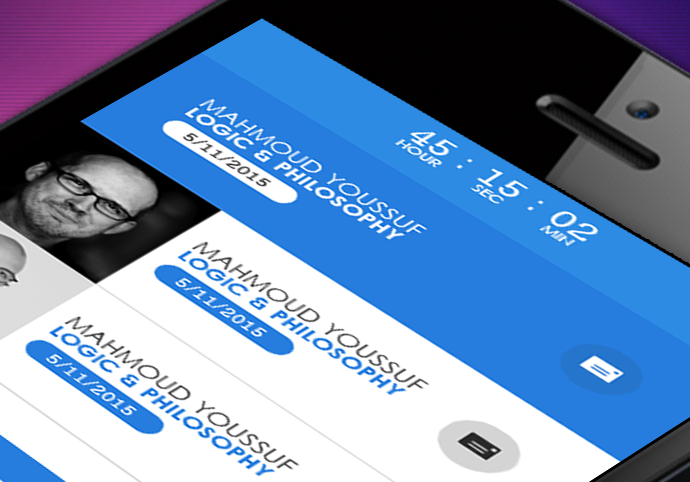 45 : 15 : 02
HOUR SEC MIN
MAHMOUD YOUSSUF
LOGIC & PHILOSOPHY
5/11/2015
MAHMOUD YOUSSUF
LOGIC & PHILOSOPHY
5/11/2015
MAHMOUD YOUSSUF
LOGIC & PHILOSOPHY
5/11/2015